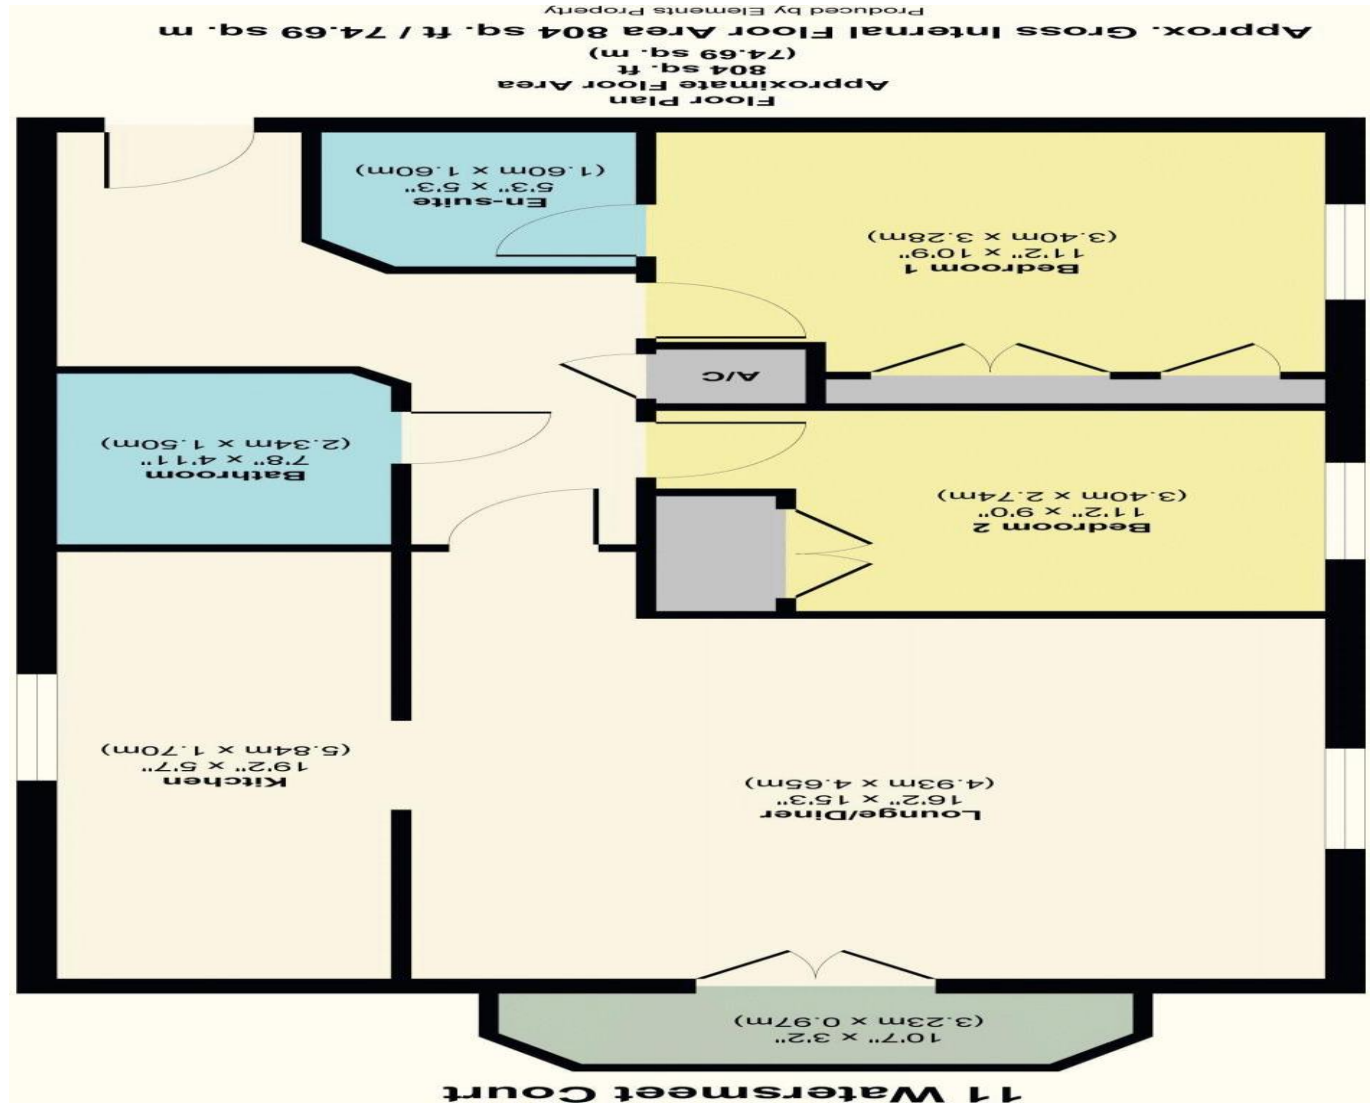 11 Watersmeet Court
10'7" x 3'2"
(3.23m x 0.97m)
Lounge/Diner
16'2" x 15'3"
(4.93m x 4.65m)
Kitchen
19'2" x 5'7"
(5.84m x 1.70m)
Bedroom 2
11'2" x 9'0"
(3.40m x 2.74m)
Bathroom
7'8" x 4'11"
(2.34m x 1.50m)
A/C
Bedroom 1
11'2" x 10'9"
(3.40m x 3.28m)
En-suite
5'3" x 5'3"
(1.60m x 1.60m)
Floor Plan
Approximate Floor Area
804 sq. ft
(74.69 sq. m)
Approx. Gross Internal Floor Area 804 sq. ft / 74.69 sq. m
Produced by Elements Property